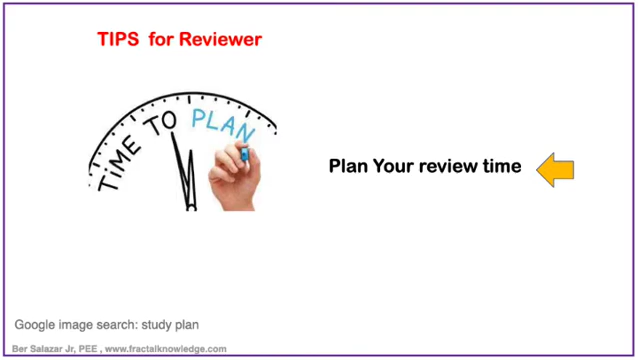 TIPS for Reviewer
TiME TO PLAN
Plan Your review time
Google image search: study plan
Ber Salazar Jr, PEE , www.fractalknowledge.com